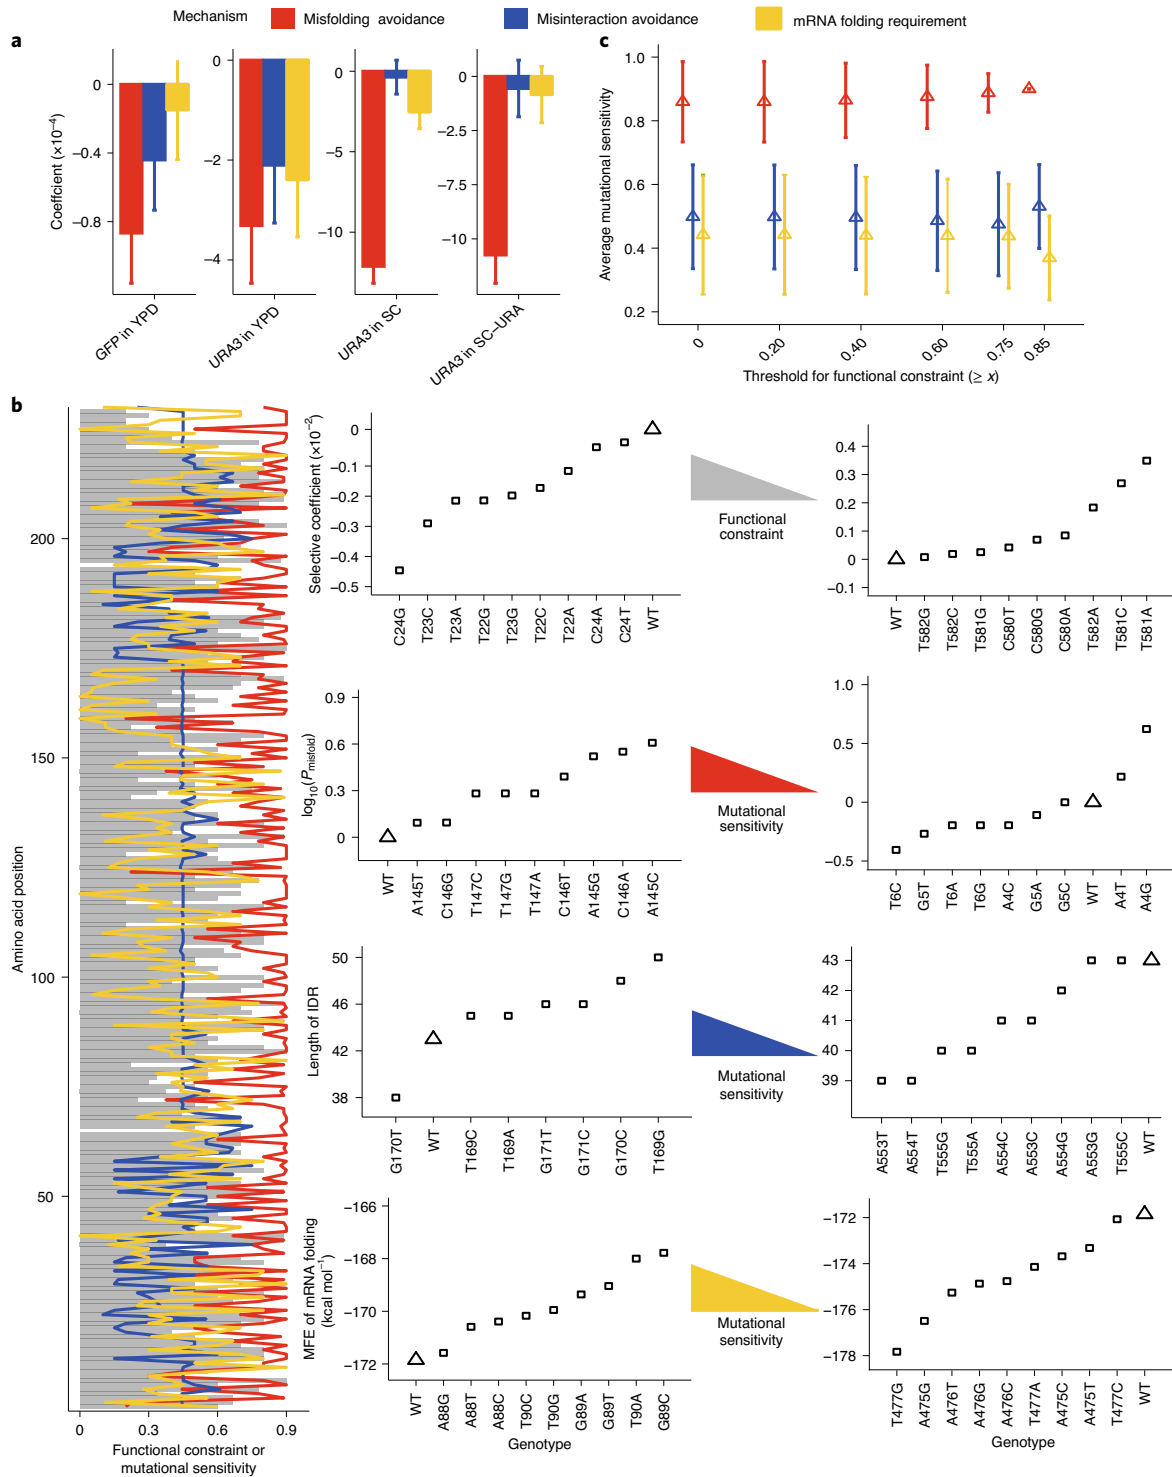 Mechanism
Misfolding avoidance
Misinteraction avoidance
mRNA folding requirement
a
Coefficient (×10−4)
0
−0.4
−0.8
GFP in YPD
0
−2
−4
URA3 in YPD
0
−5
−10
URA3 in SC
0
−2.5
−5
−7.5
−10
URA3 in SC–URA
c
Average mutational sensitivity
1.0
0.8
0.6
0.4
0.2
0
0.20
0.40
0.60
0.75
0.85
Threshold for functional constraint (≥ x)
b
Amino acid position
200
150
100
50
0
0.3
0.6
0.9
Functional constraint or
mutational sensitivity
Selective coefficient (×10−2)
0
−0.1
−0.2
−0.3
−0.4
−0.5
C24G
T23C
T23A
T22G
T23G
T22C
T22A
C24A
C24T
WT
Functional
constraint
0.4
0.3
0.2
0.1
0
−0.1
WT
T582G
T582C
T581G
C580T
C580G
C580A
T582A
T581C
T581A
log10(Pmisfold)
0.9
0.6
0.3
0
WT
A145T
C146G
T147C
T147G
T147A
C146T
A145G
C146A
A145C
Mutational
sensitivity
1.0
0.5
0
−0.5
T6C
G5T
T6A
T6G
A4C
G5A
G5C
WT
A4T
A4G
Length of IDR
50
46
42
38
G170T
WT
T169C
T169A
G171T
G171C
G170C
T169G
Mutational
sensitivity
43
42
41
40
39
A553T
A554T
T555G
T555A
A554C
A553C
A554G
A553G
T555C
WT
MFE of mRNA folding
(kcal mol−1)
−166
−168
−170
−172
WT
A88G
A88T
A88C
T90C
T90G
G89A
G89T
T90A
G89C
Genotype
Mutational
sensitivity
−172
−174
−176
−178
T477G
A475G
A476T
A476G
A476C
T477A
A475C
A475T
T477C
WT
Genotype